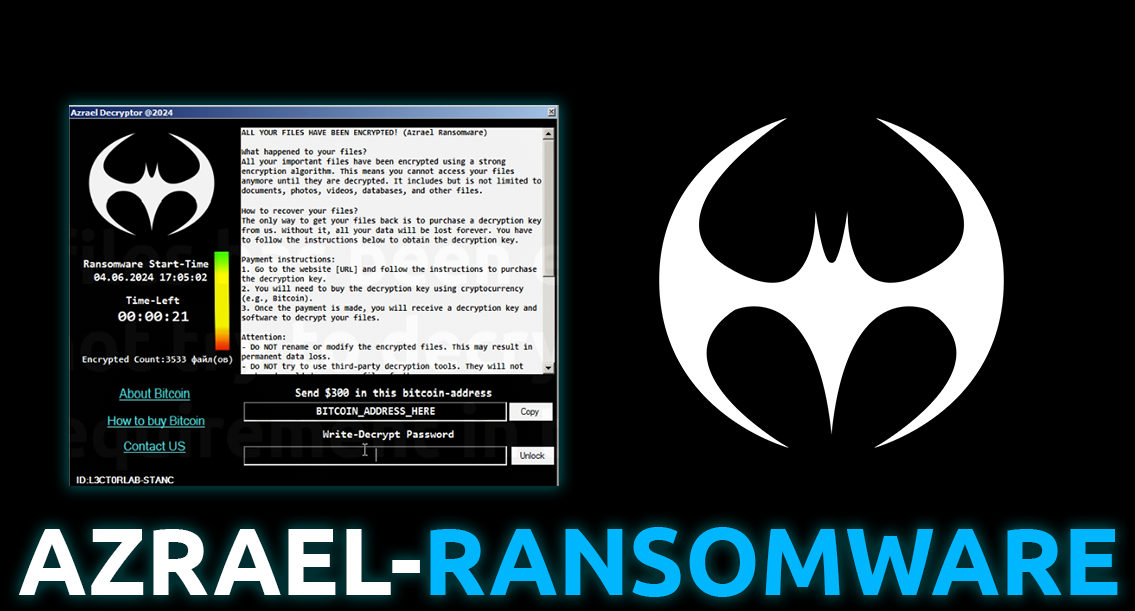 Azrael Decryptor @2024
ALL YOUR FILES HAVE BEEN ENCRYPTED! (Azrael Ransomware)
What happened to your files?
All your important files have been encrypted using a strong
encryption algorithm. This means you cannot access your files
anymore until they are decrypted. It includes but is not limited to
documents, photos, videos, databases, and other files.
How to recover your files?
The only way to get your files back is to purchase a decryption key
from us. Without it, all your data will be lost forever. You have
to follow the instructions below to obtain the decryption key.
Payment instructions:
1. Go to the website [URL] and follow the instructions to purchase
the decryption key.
2. You will need to buy the decryption key using cryptocurrency
(e.g., Bitcoin).
3. Once the payment is made, you will receive a decryption key and
software to decrypt your files.
Attention:
- Do NOT rename or modify the encrypted files. This may result in
permanent data loss.
- Do NOT try to use third-party decryption tools. They will not
Ransomware Start-Time
04.06.2024 17:05:02
Time-Left
00:00:21
Encrypted Count:3533 файл(ов)
About Bitcoin
How to buy Bitcoin
Contact US
ID:L3CT0RLAB-STANC
Send $300 in this bitcoin-address
BITCOIN_ADDRESS_HERE
Copy
Write-Decrypt Password
Unlock
AZRAEL-RANSOMWARE